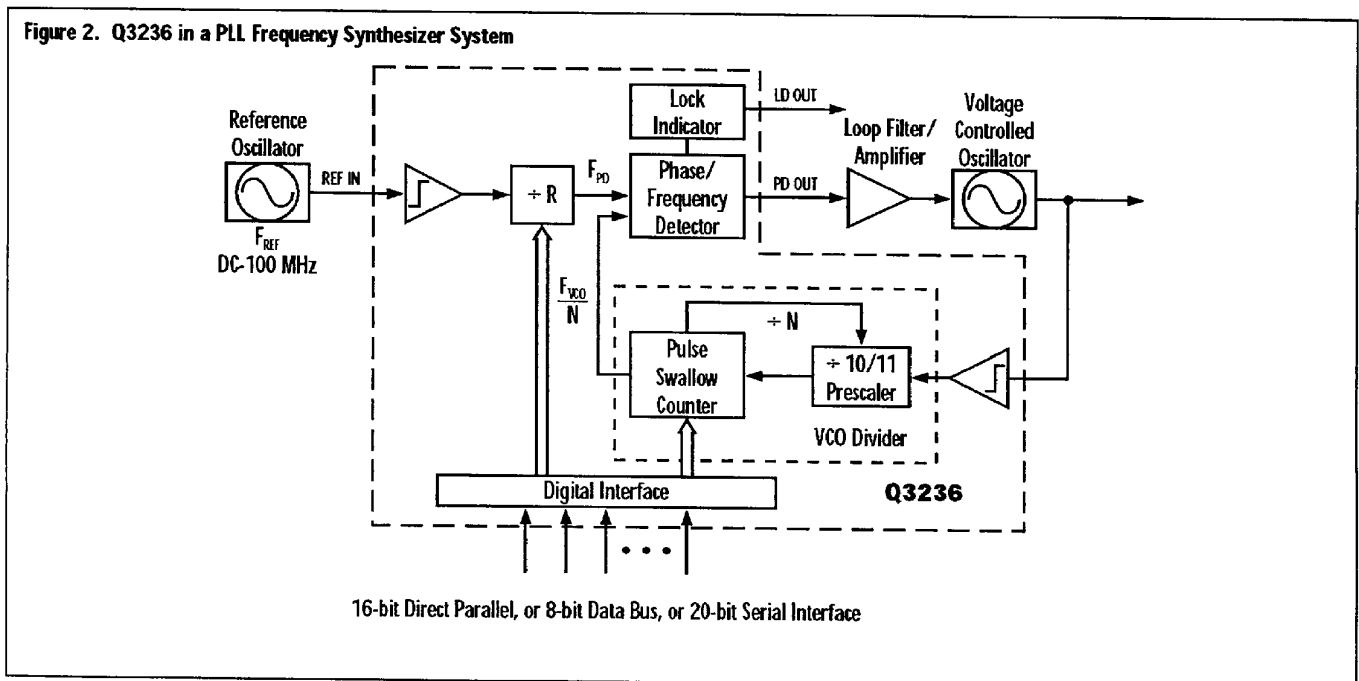 Figure 2. Q3236 in a PLL Frequency Synthesizer System
Reference
Oscillator
REF IN
F_REF
DC-100 MHz
÷ R
F_PD
Lock
Indicator
LD OUT
Phase/
Frequency
Detector
PD OUT
Loop Filter/
Amplifier
Voltage
Controlled
Oscillator
F_VCO
N
÷ N
Pulse
Swallow
Counter
÷ 10/11
Prescaler
VCO Divider
Digital Interface
Q3236
16-bit Direct Parallel, or 8-bit Data Bus, or 20-bit Serial Interface